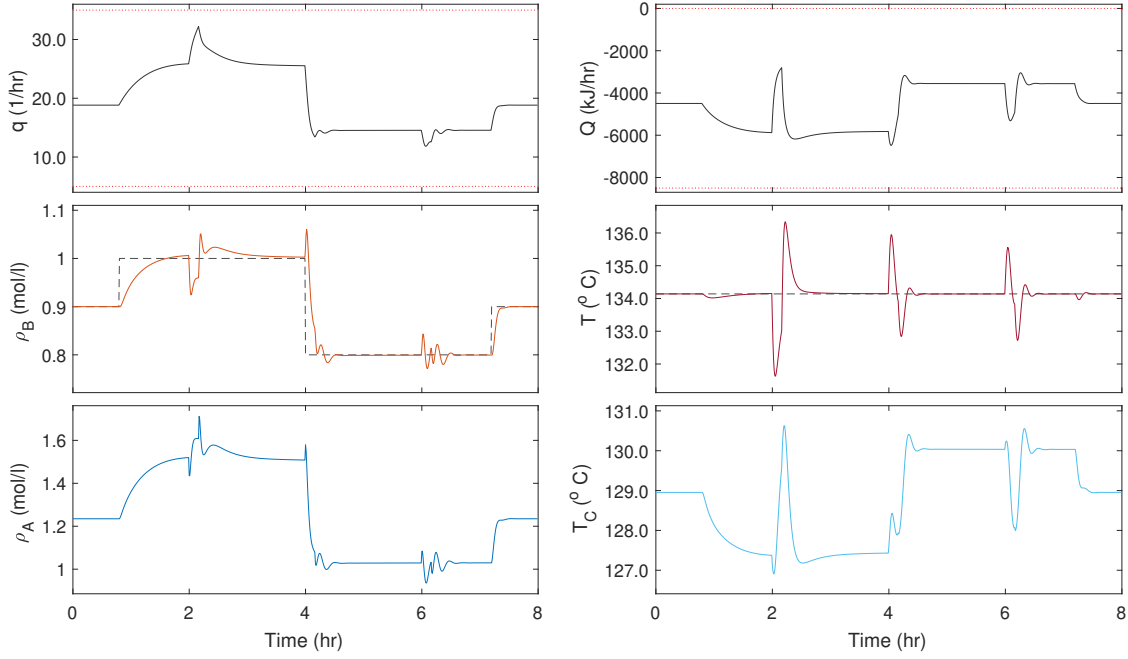 30.0
20.0
10.0
q (1/hr)
0
-2000
-4000
-6000
-8000
Q (kJ/hr)
1.1
1
0.9
0.8
ρB (mol/l)
136.0
135.0
134.0
133.0
132.0
T (° C)
1.6
1.4
1.2
1
ρA (mol/l)
0 2 4 6 8
Time (hr)
131.0
130.0
129.0
128.0
127.0
TC (° C)
0 2 4 6 8
Time (hr)